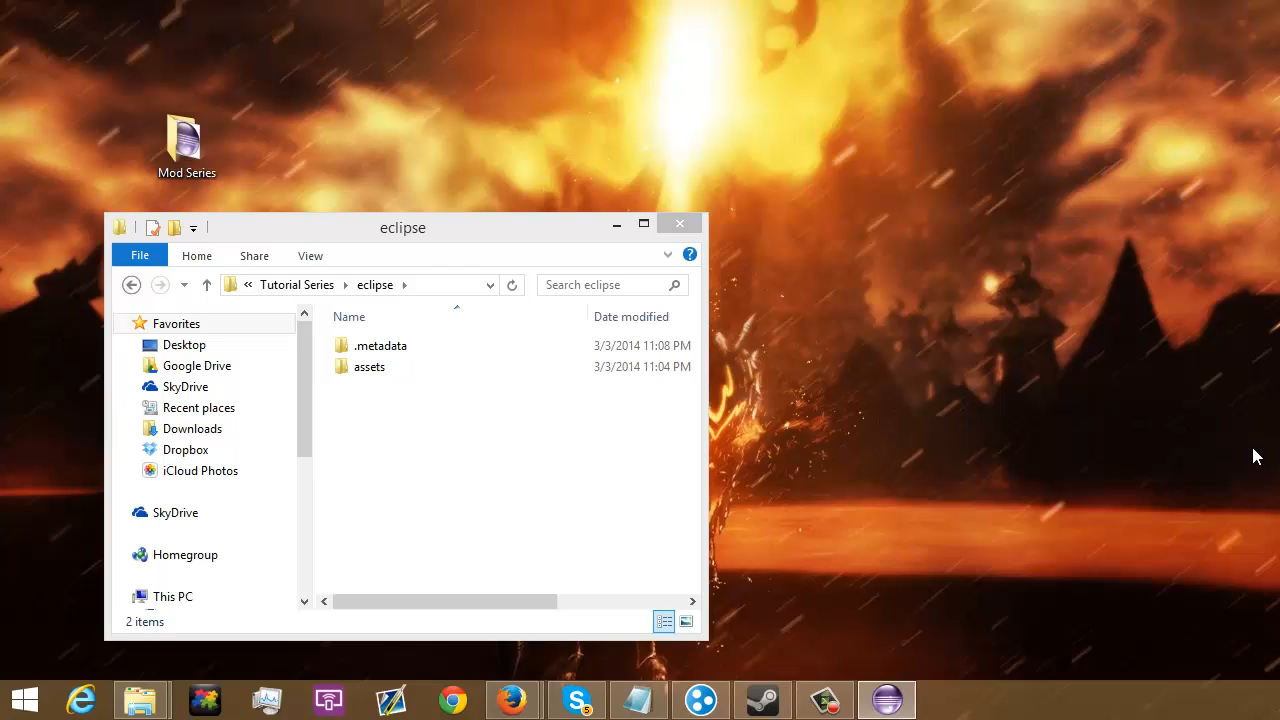 Mod Series
eclipse
File Home Share View
« Tutorial Series eclipse
Search eclipse
Name Date modified
Favorites
Desktop
Google Drive
SkyDrive
Recent places
Downloads
Dropbox
iCloud Photos
SkyDrive
Homegroup
This PC
.metadata 3/3/2014 11:08 PM
assets 3/3/2014 11:04 PM
2 items
5